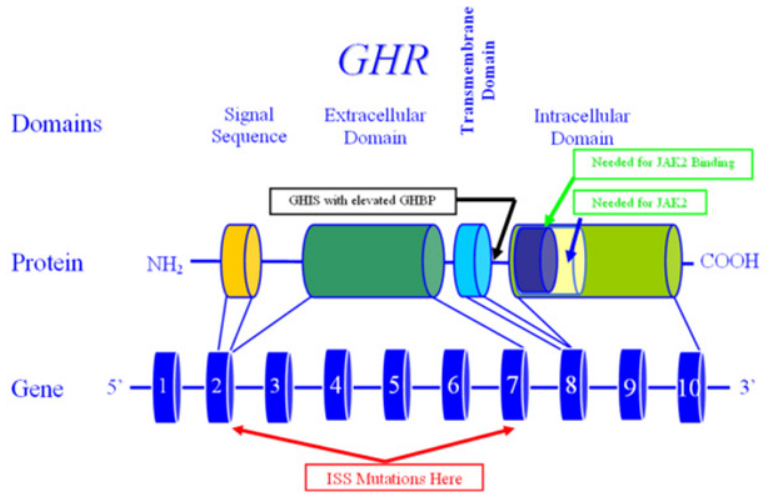 GHR
Transmembrane
Domain
Domains
Signal
Sequence
Extracellular
Domain
Intracellular
Domain
Needed for JAK2 Binding
GHIS with elevated GHBP
Needed for JAK2
Protein
NH2
COOH
Gene
5’
1 2 3 4 5 6 7 8 9 10
3’
ISS Mutations Here